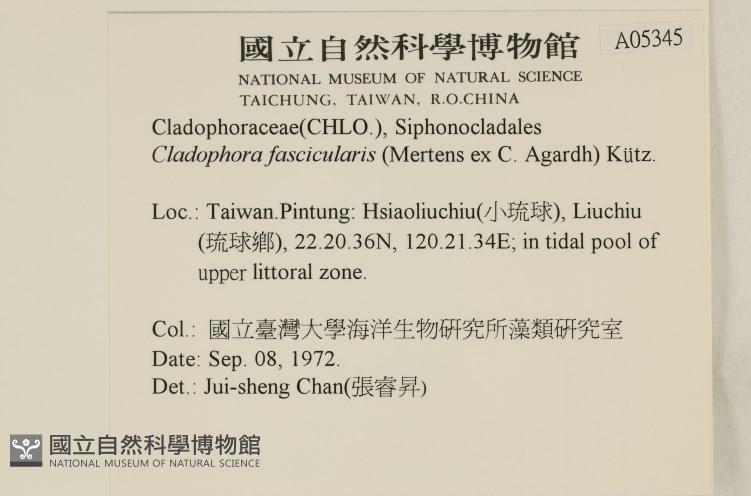 國立自然科學博物館
A05345
NATIONAL MUSEUM OF NATURAL SCIENCE
TAICHUNG, TAIWAN, R.O.CHINA
Cladophoraceae(CHLO.), Siphonocladales
Cladophora fascicularis (Mertens ex C. Agardh) Kütz.
Loc.: Taiwan.Pintung: Hsiaoliuchiu(小琉球), Liuchiu
(琉球鄉), 22.20.36N, 120.21.34E; in tidal pool of
upper littoral zone.
Col.: 國立臺灣大學海洋生物研究所藻類研究室
Date: Sep. 08, 1972.
Det.: Jui-sheng Chan(張睿昇)
國立自然科學博物館
NATIONAL MUSEUM OF NATURAL SCIENCE